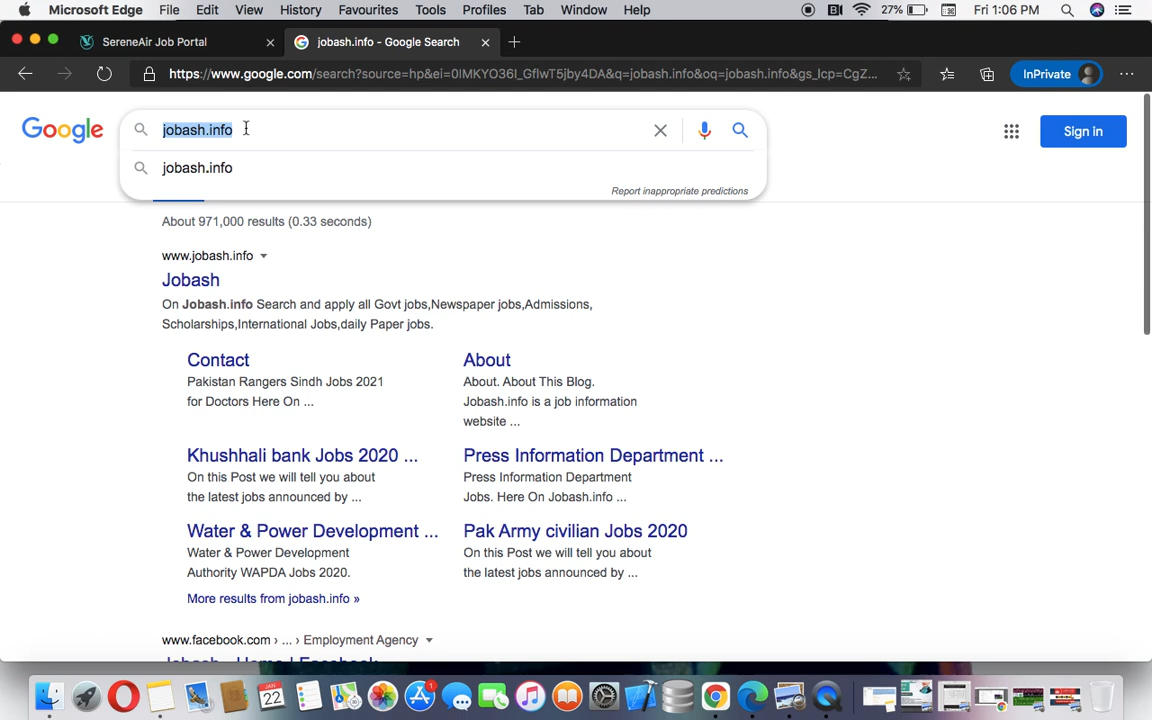 Microsoft Edge File Edit View History Favourites Tools Profiles Tab Window Help 27% Fri 1:06 PM
SereneAir Job Portal
jobash.info - Google Search
https://www.google.com/search?source=hp&ei=0IMKYO36I_GflwT5jby4DA&q=jobash.info&oq=jobash.info&gs_lcp=CgZ...
InPrivate
Google
jobash.info
Sign in
jobash.info
Report inappropriate predictions
About 971,000 results (0.33 seconds)
www.jobash.info
Jobash
On Jobash.info Search and apply all Govt jobs,Newspaper jobs,Admissions,
Scholarships,International Jobs,daily Paper jobs.
Contact
Pakistan Rangers Sindh Jobs 2021
for Doctors Here On ...
About
About. About This Blog.
Jobash.info is a job information
website ...
Khushhali bank Jobs 2020 ...
On this Post we will tell you about
the latest jobs announced by ...
Press Information Department ...
Press Information Department
Jobs. Here On Jobash.info ...
Water & Power Development ...
Water & Power Development
Authority WAPDA Jobs 2020.
Pak Army civilian Jobs 2020
On this Post we will tell you about
the latest jobs announced by ...
More results from jobash.info »
www.facebook.com › ... › Employment Agency
Jobash - Home | Facebook
22
1